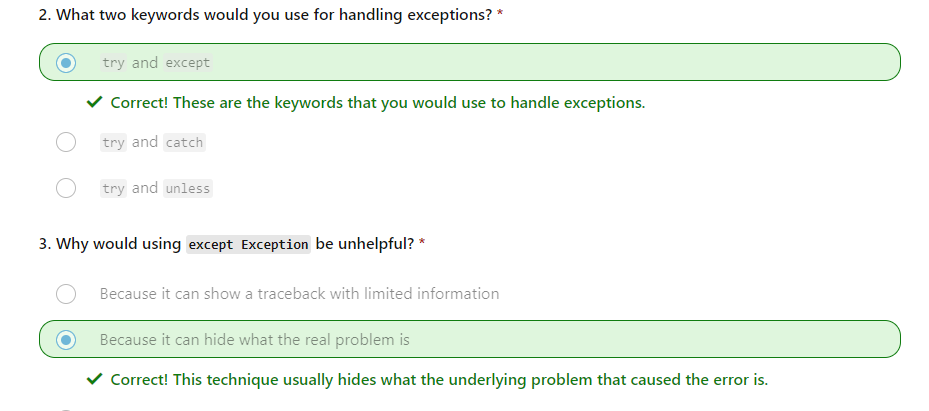 2. What two keywords would you use for handling exceptions? *
try and except
✔ Correct! These are the keywords that you would use to handle exceptions.
try and catch
try and unless
3. Why would using except Exception be unhelpful? *
Because it can show a traceback with limited information
Because it can hide what the real problem is
✔ Correct! This technique usually hides what the underlying problem that caused the error is.